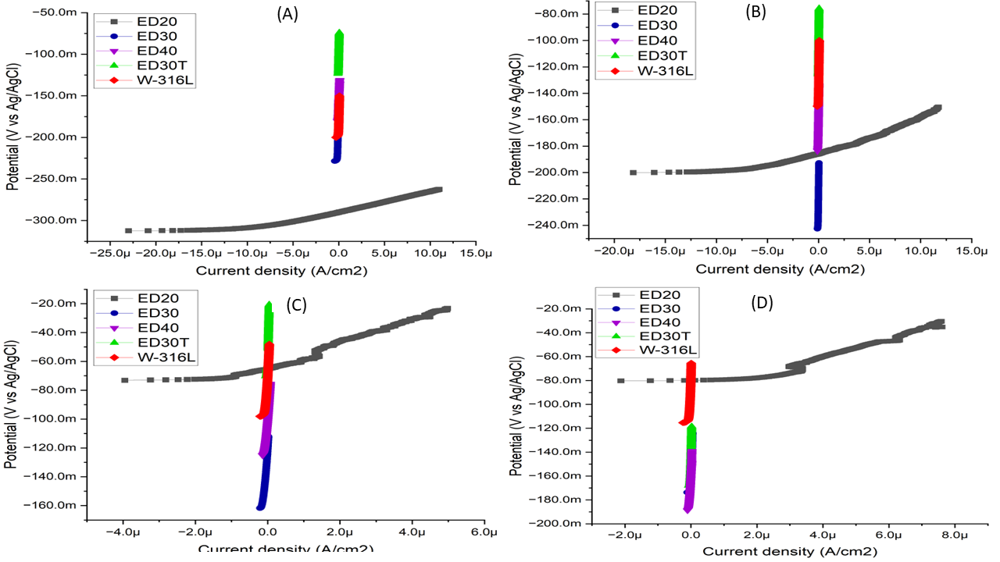 (A)
ED20
ED30
ED40
ED30T
W-316L
−50.0m
−100.0m
−150.0m
−200.0m
−250.0m
−300.0m
Potential (V vs Ag/AgCl)
−25.0µ −20.0µ −15.0µ −10.0µ −5.0µ 0.0 5.0µ 10.0µ 15.0µ
Current density (A/cm2)
(B)
ED20
ED30
ED40
ED30T
W-316L
−80.0m
−100.0m
−120.0m
−140.0m
−160.0m
−180.0m
−200.0m
−220.0m
−240.0m
Potential (V vs Ag/AgCl)
−20.0µ −15.0µ −10.0µ −5.0µ 0.0 5.0µ 10.0µ 15.0µ
Current density (A/cm2)
(C)
ED20
ED30
ED40
ED30T
W-316L
−20.0m
−40.0m
−60.0m
−80.0m
−100.0m
−120.0m
−140.0m
−160.0m
Potential (V vs Ag/AgCl)
−4.0µ −2.0µ 0.0 2.0µ 4.0µ 6.0µ
Current density (A/cm2)
(D)
ED20
ED30
ED40
ED30T
W-316L
−20.0m
−40.0m
−60.0m
−80.0m
−100.0m
−120.0m
−140.0m
−160.0m
−180.0m
−200.0m
Potential (V vs Ag/AgCl)
−2.0µ 0.0 2.0µ 4.0µ 6.0µ 8.0µ
Current density (A/cm2)